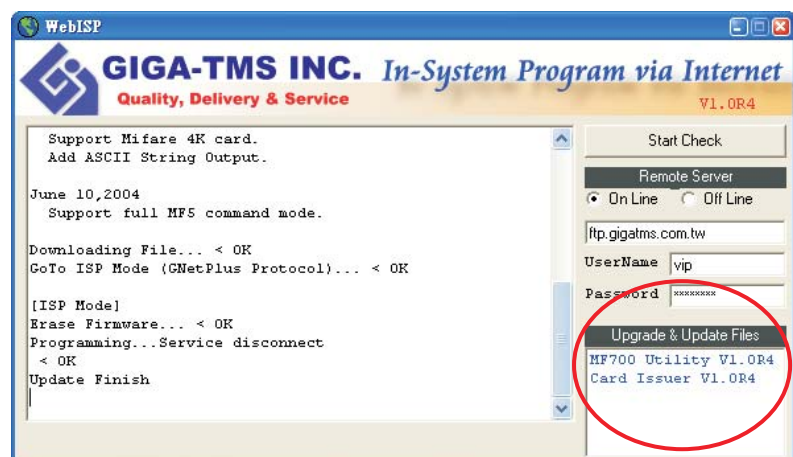 WebISP
GIGA-TMS INC.
Quality, Delivery & Service
In-System Program via Internet
V1.0R4
Support Mifare 4K card.
Add ASCII String Output.
June 10,2004
Support full MF5 command mode.
Downloading File... < OK
GoTo ISP Mode (GNetPlus Protocol)... < OK
[ISP Mode]
Erase Firmware... < OK
Programming...Service disconnect
< OK
Update Finish
Start Check
Remote Server
On Line Off Line
ftp.gigatms.com.tw
UserName vip
Password ********
Upgrade & Update Files
MF700 Utility V1.0R4
Card Issuer V1.0R4